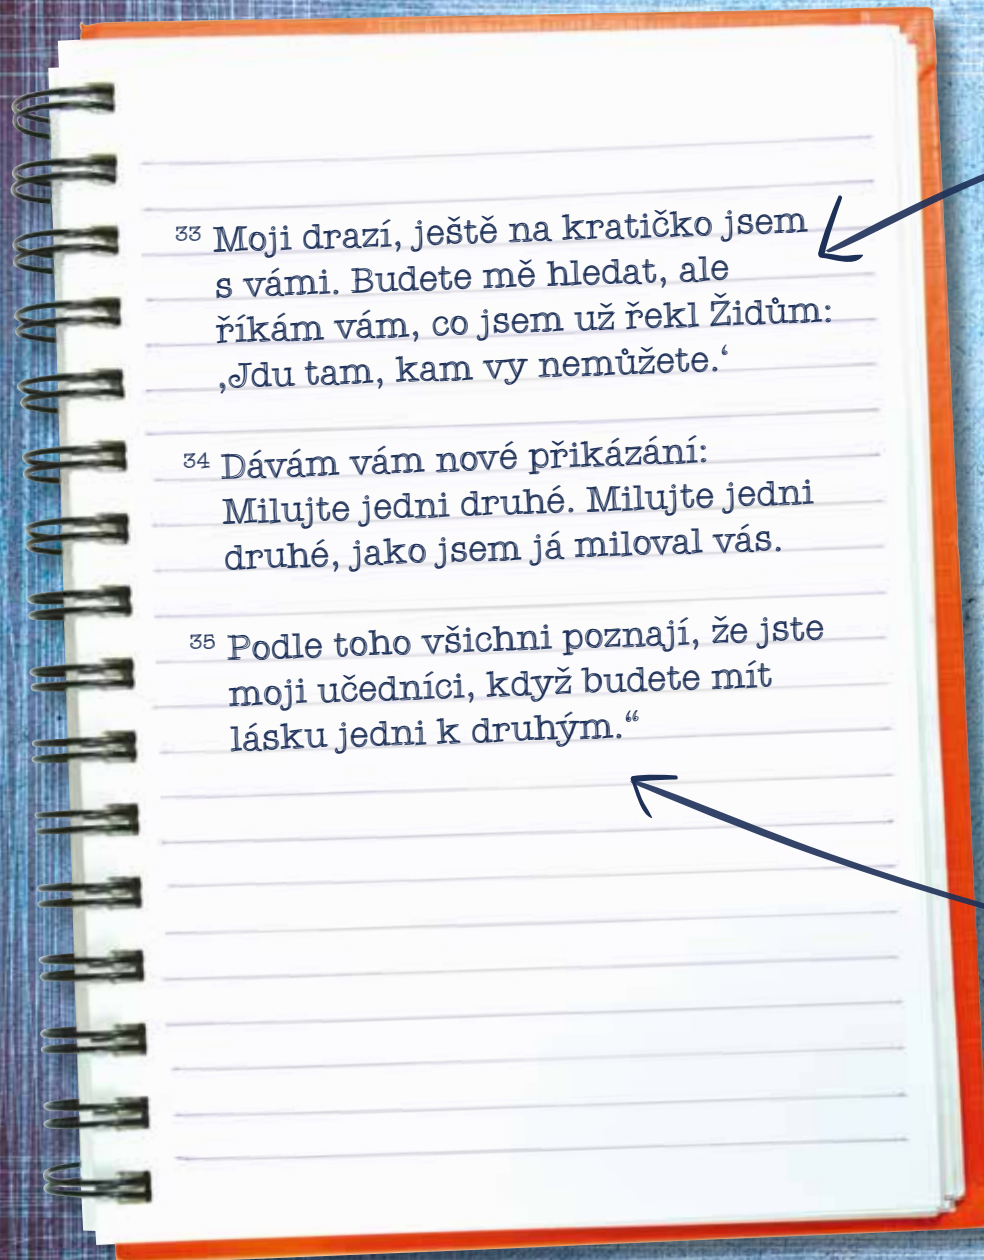 33 Moji drazí, ještě na kratičko jsem
s vámi. Budete mě hledat, ale
říkám vám, co jsem už řekl Židům:
‚Jdu tam, kam vy nemůžete.‘
34 Dávám vám nové přikázání:
Milujte jedni druhé. Milujte jedni
druhé, jako jsem já miloval vás.
35 Podle toho všichni poznají, že jste
moji učedníci, když budete mít
lásku jedni k druhým.“